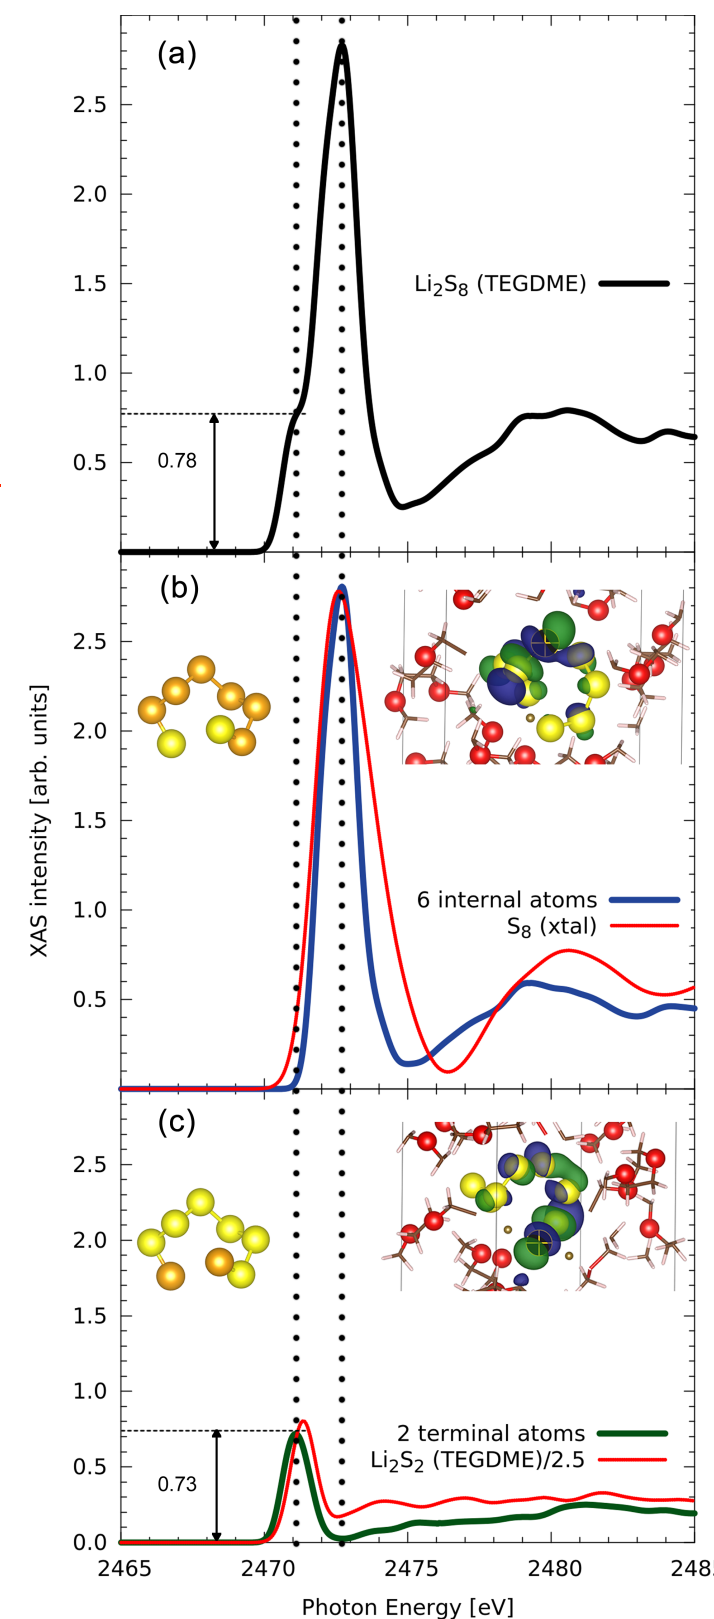 (a)
2.5
2.0
1.5
1.0
0.5
Li2S8 (TEGDME)
0.78
(b)
2.5
2.0
1.5
1.0
0.5
6 internal atoms
S8 (xtal)
XAS intensity [arb. units]
(c)
2.5
2.0
1.5
1.0
0.5
0.0
2 terminal atoms
Li2S2 (TEGDME)/2.5
0.73
2465 2470 2475 2480 248
Photon Energy [eV]